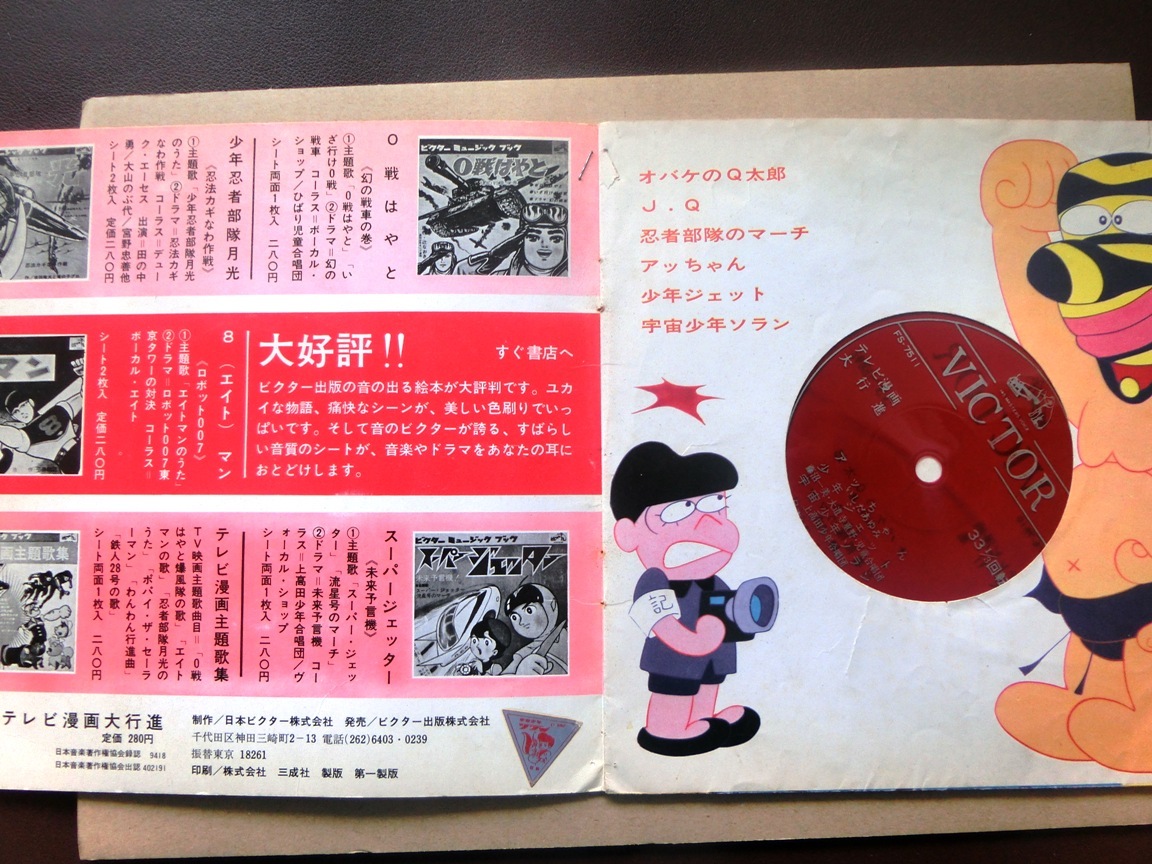 ビクター ミュージック ブック
0戦はやと
0戦はやと
《幻の戦車の巻》
①主題歌「0戦はやと」「い
ざ行け0戦」②ドラマ=幻の
戦車 コーラス=ボーカル・
ショップ/ひばり児童合唱団
シート両面1枚入 二八〇円
少年忍者部隊月光
《忍法カギなわ作戦》
①主題歌「少年忍者部隊月光
のうた」②ドラマ=忍法カギ
なわ作戦 コーラス=デュー
ク・エーセス 出演=田の中
勇/大山のぶ代/宮野忠善他
シート2枚入 定価二八〇円
大好評!!
すぐ書店へ
ビクター出版の音の出る絵本が大評判です。ユカ
イな物語、痛快なシーンが、美しい色刷りでいっ
ぱいです。そして音のビクターが誇る、すばらし
い音質のシートが、音楽やドラマをあなたの耳に
おとどけします。
8(エイト)マン
《ロボット007》
①主題歌「エイトマンのうた」
②ドラマ=ロボット007東
京タワーの対決 コーラス=
ボーカル・エイト
シート2枚入 定価二八〇円
マン
8
ビクター ミュージック ブック
スーパージェッター
未来予言機
スーパージェッター
《未来予言機》
①主題歌「スーパー・ジェッ
ター」「流星号のマーチ」
②ドラマ=未来予言機 コー
ラス=上高田少年合唱団/ヴ
ォーカル・ショップ
シート両面1枚入 二八〇円
テレビ漫画主題歌集
TV映画主題歌曲目=「0戦
はやと爆風隊の歌」「エイト
マンの歌」「忍者部隊月光の
うた」「ポパイ・ザ・セーラ
ーマン」「わんわん行進曲」
「鉄人28号の歌」
シート両面1枚入 二八〇円
画主題歌集
テレビ漫画大行進
定価 280円
日本音楽著作権協会録認 9418
日本音楽著作権協会出認 402191
制作/日本ビクター株式会社 発売/ビクター出版株式会社
千代田区神田三崎町2-13 電話(262)6403・0239
振替東京 18261
印刷/株式会社 三成社 製版 第一製版
オバケのQ太郎
J.Q
忍者部隊のマーチ
アッちゃん
少年ジェット
宇宙少年ソラン
VICTOR
FS-7611
テレビ漫画
大行進
33⅓回転
記